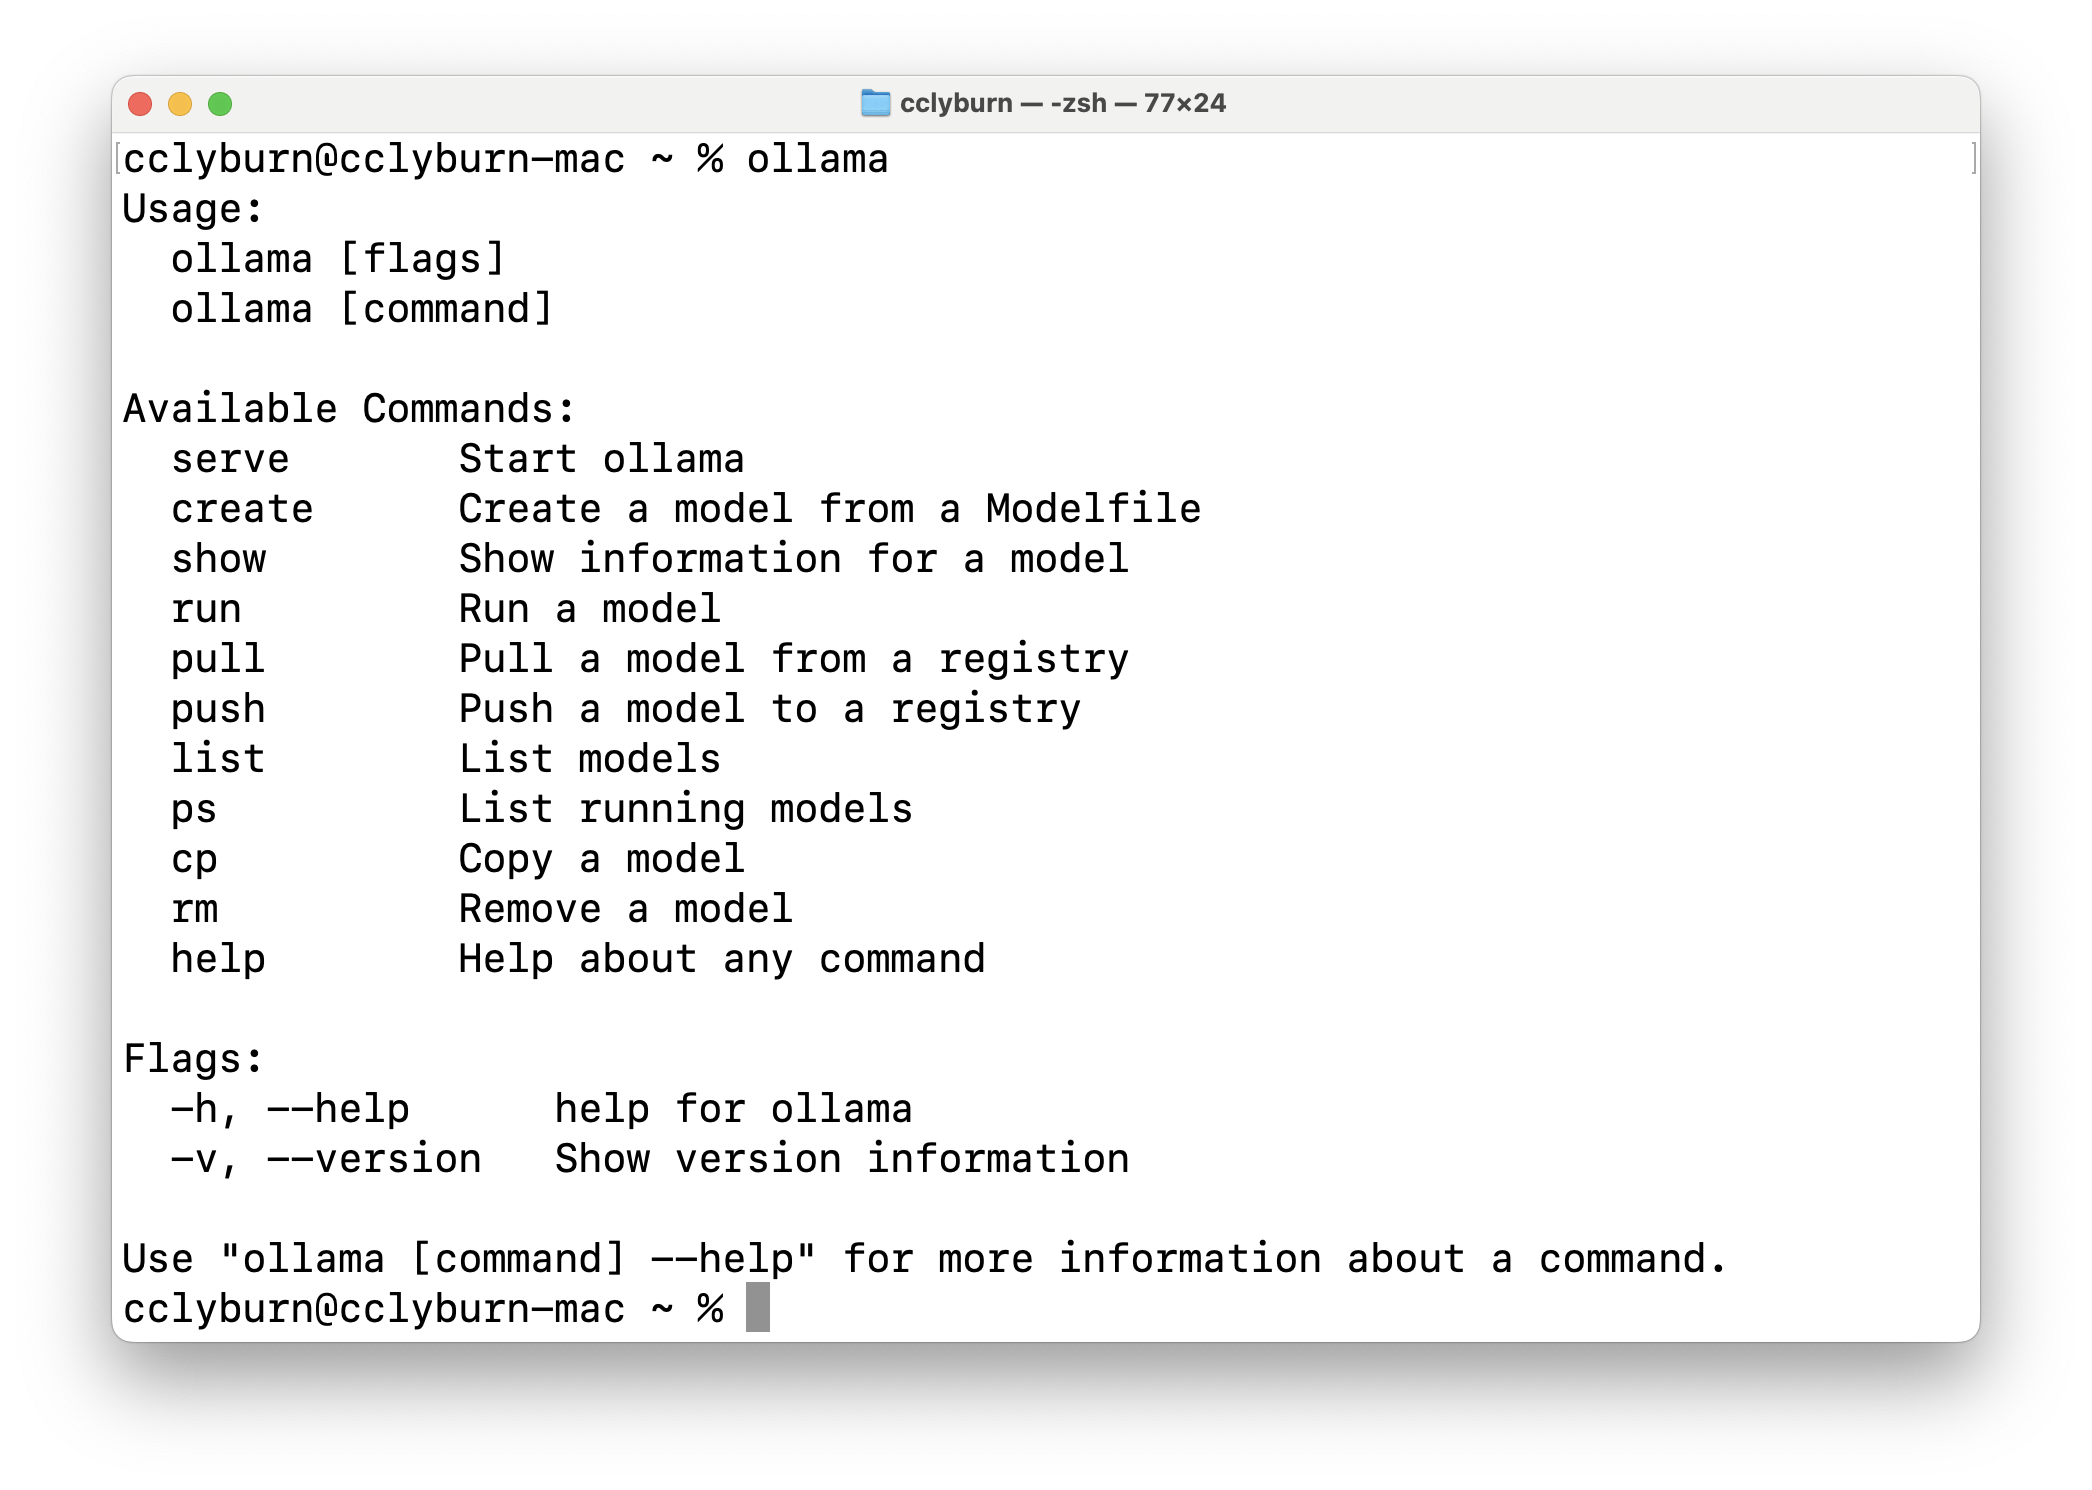 cclyburn — -zsh — 77×24
cclyburn@cclyburn-mac ~ % ollama
Usage:
  ollama [flags]
  ollama [command]

Available Commands:
  serve       Start ollama
  create      Create a model from a Modelfile
  show        Show information for a model
  run         Run a model
  pull        Pull a model from a registry
  push        Push a model to a registry
  list        List models
  ps          List running models
  cp          Copy a model
  rm          Remove a model
  help        Help about any command

Flags:
  -h, --help      help for ollama
  -v, --version   Show version information

Use "ollama [command] --help" for more information about a command.
cclyburn@cclyburn-mac ~ %